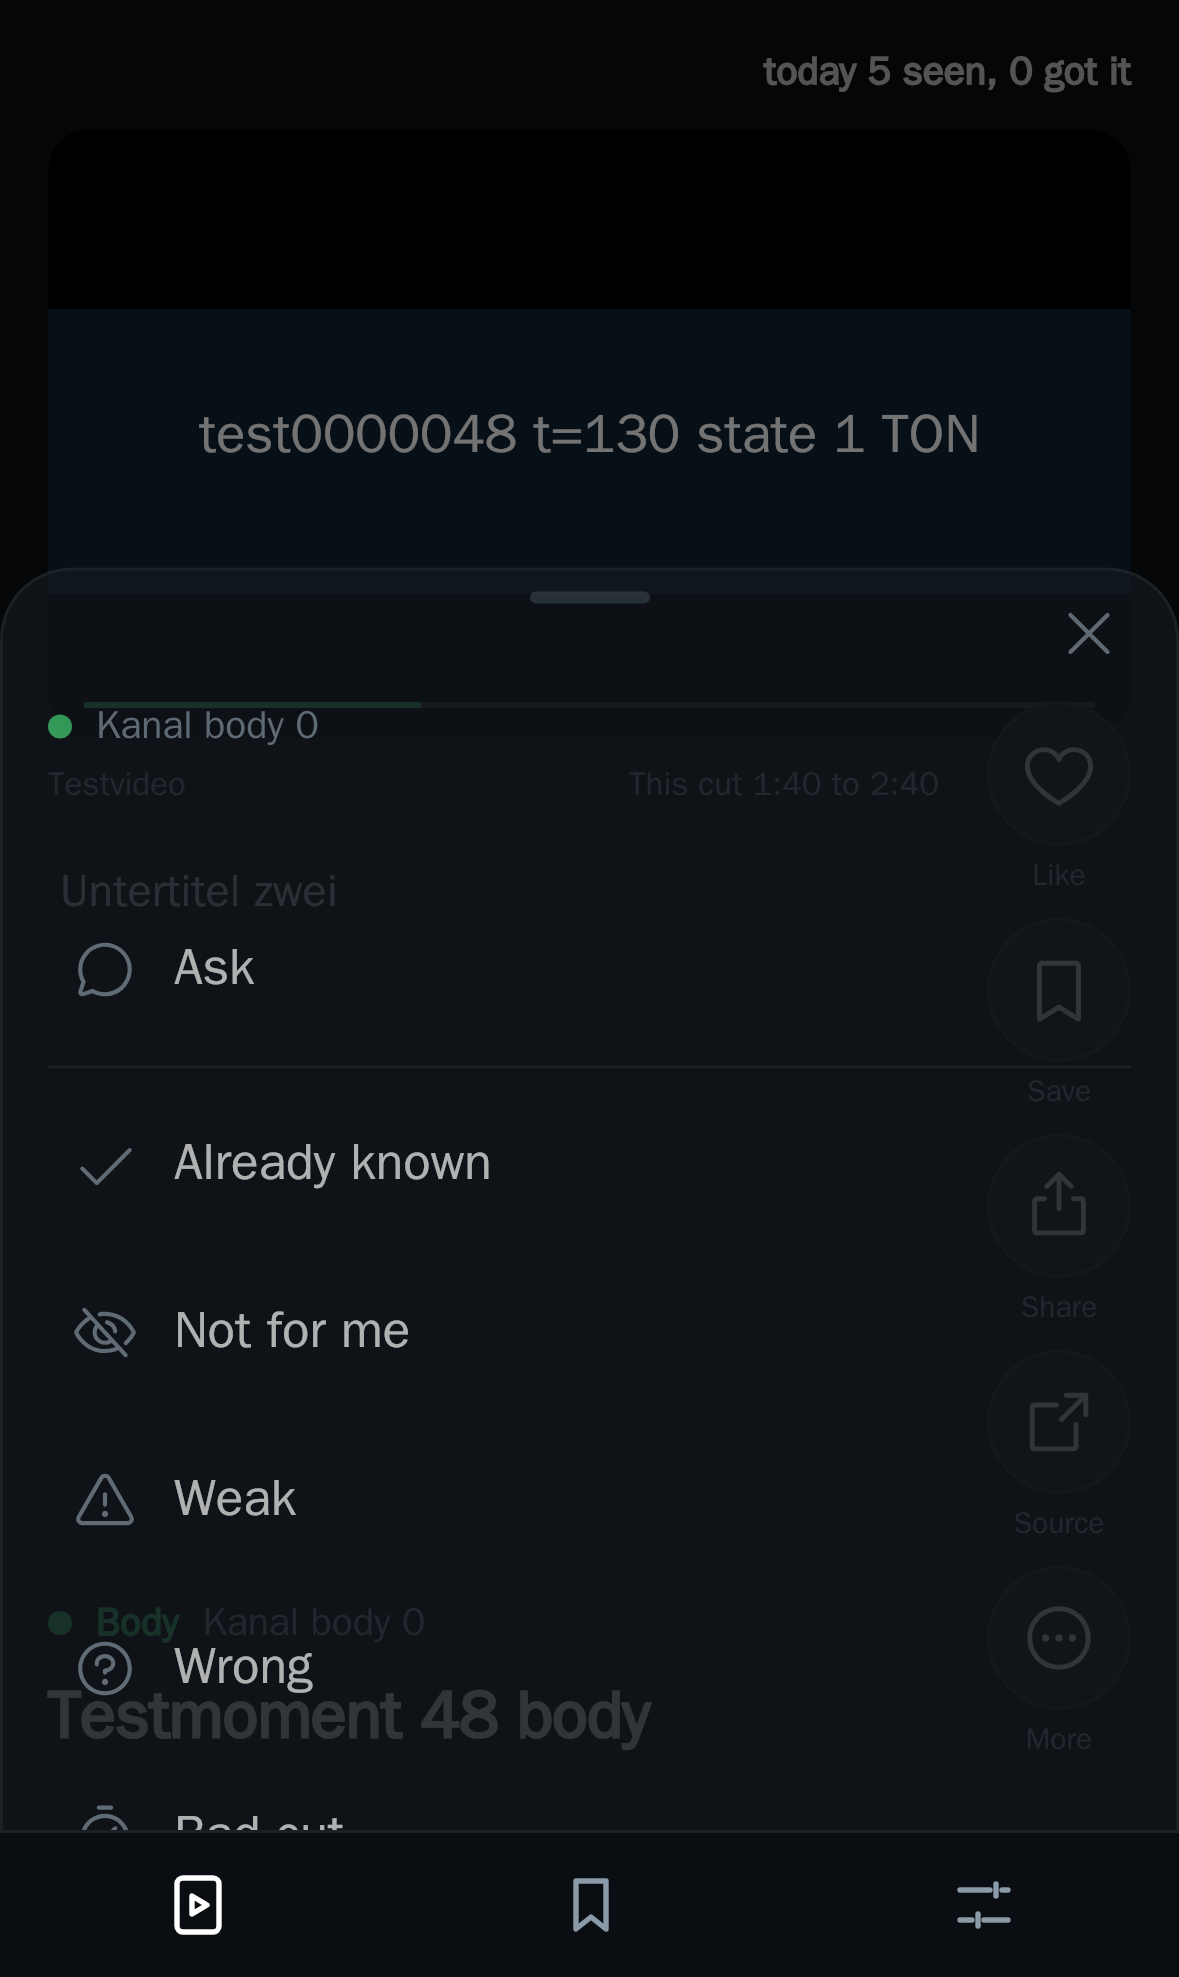 today 5 seen, 0 got it
test0000048 t=130 state 1 TON
Kanal body 0
Testvideo
This cut 1:40 to 2:40
Like
Untertitel zwei
Ask
Save
Already known
Share
Not for me
Weak
Source
Body Kanal body 0
Wrong
Testmoment 48 body
More
Bad cut